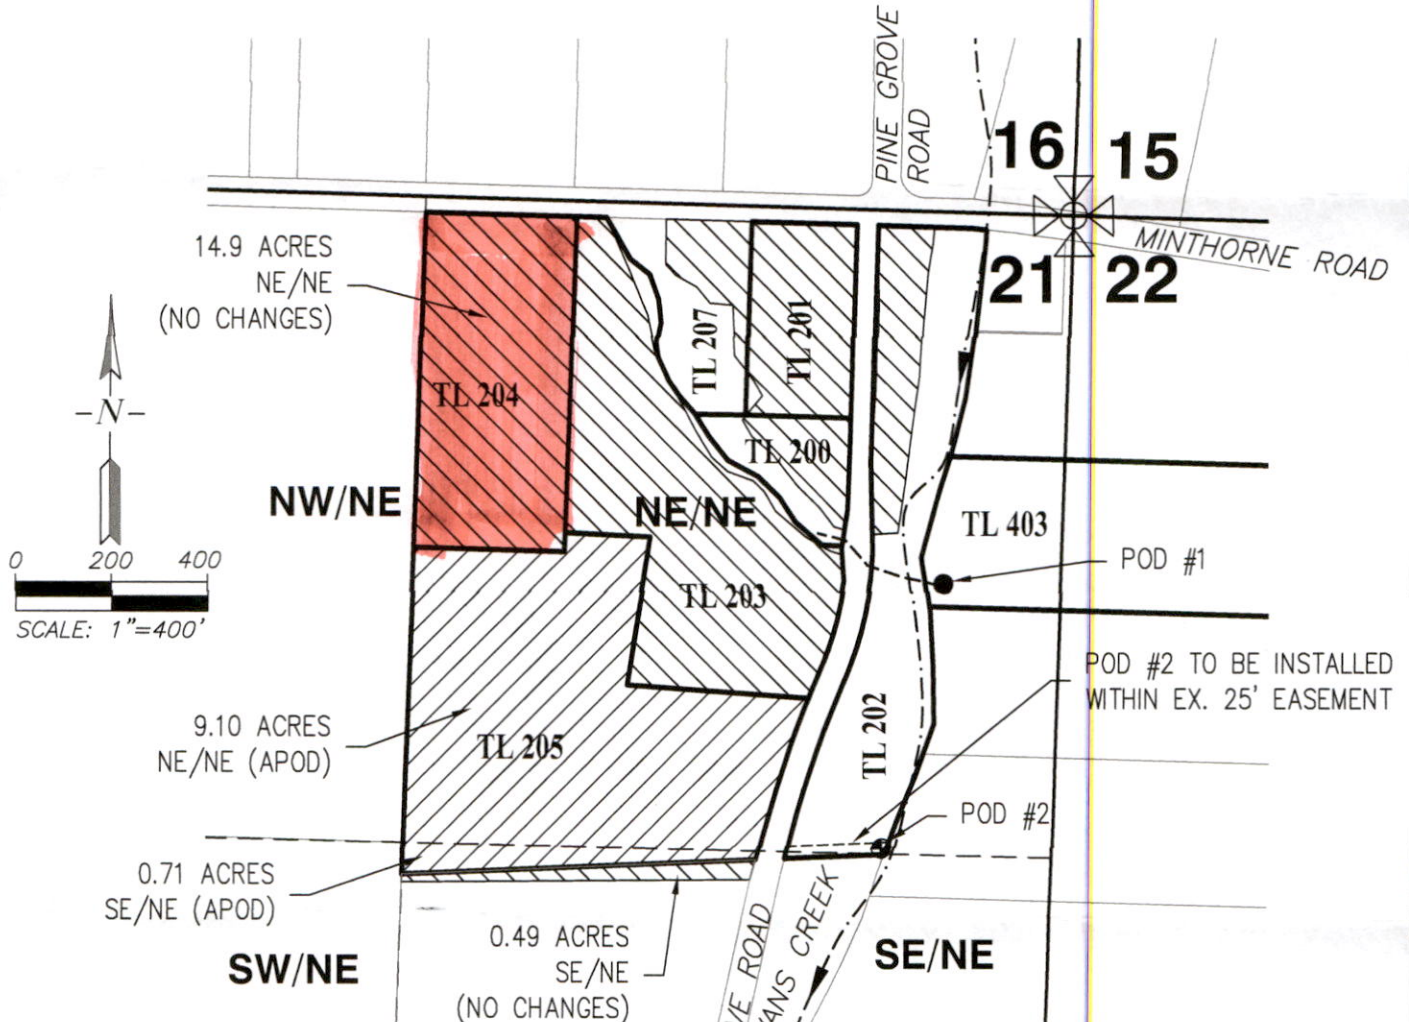 PINE GROVE
ROAD
16
15
21
22
MINTHORNE ROAD
14.9 ACRES
NE/NE
(NO CHANGES)
TL 204
TL 207
TL 201
TL 200
-N-
NW/NE
NE/NE
TL 403
POD #1
0 200 400
SCALE: 1"=400'
TL 203
POD #2 TO BE INSTALLED
WITHIN EX. 25' EASEMENT
9.10 ACRES
NE/NE (APOD)
TL 205
TL 202
POD #2
0.71 ACRES
SE/NE (APOD)
0.49 ACRES
SE/NE
(NO CHANGES)
SW/NE
SE/NE
ROAD
CREEK